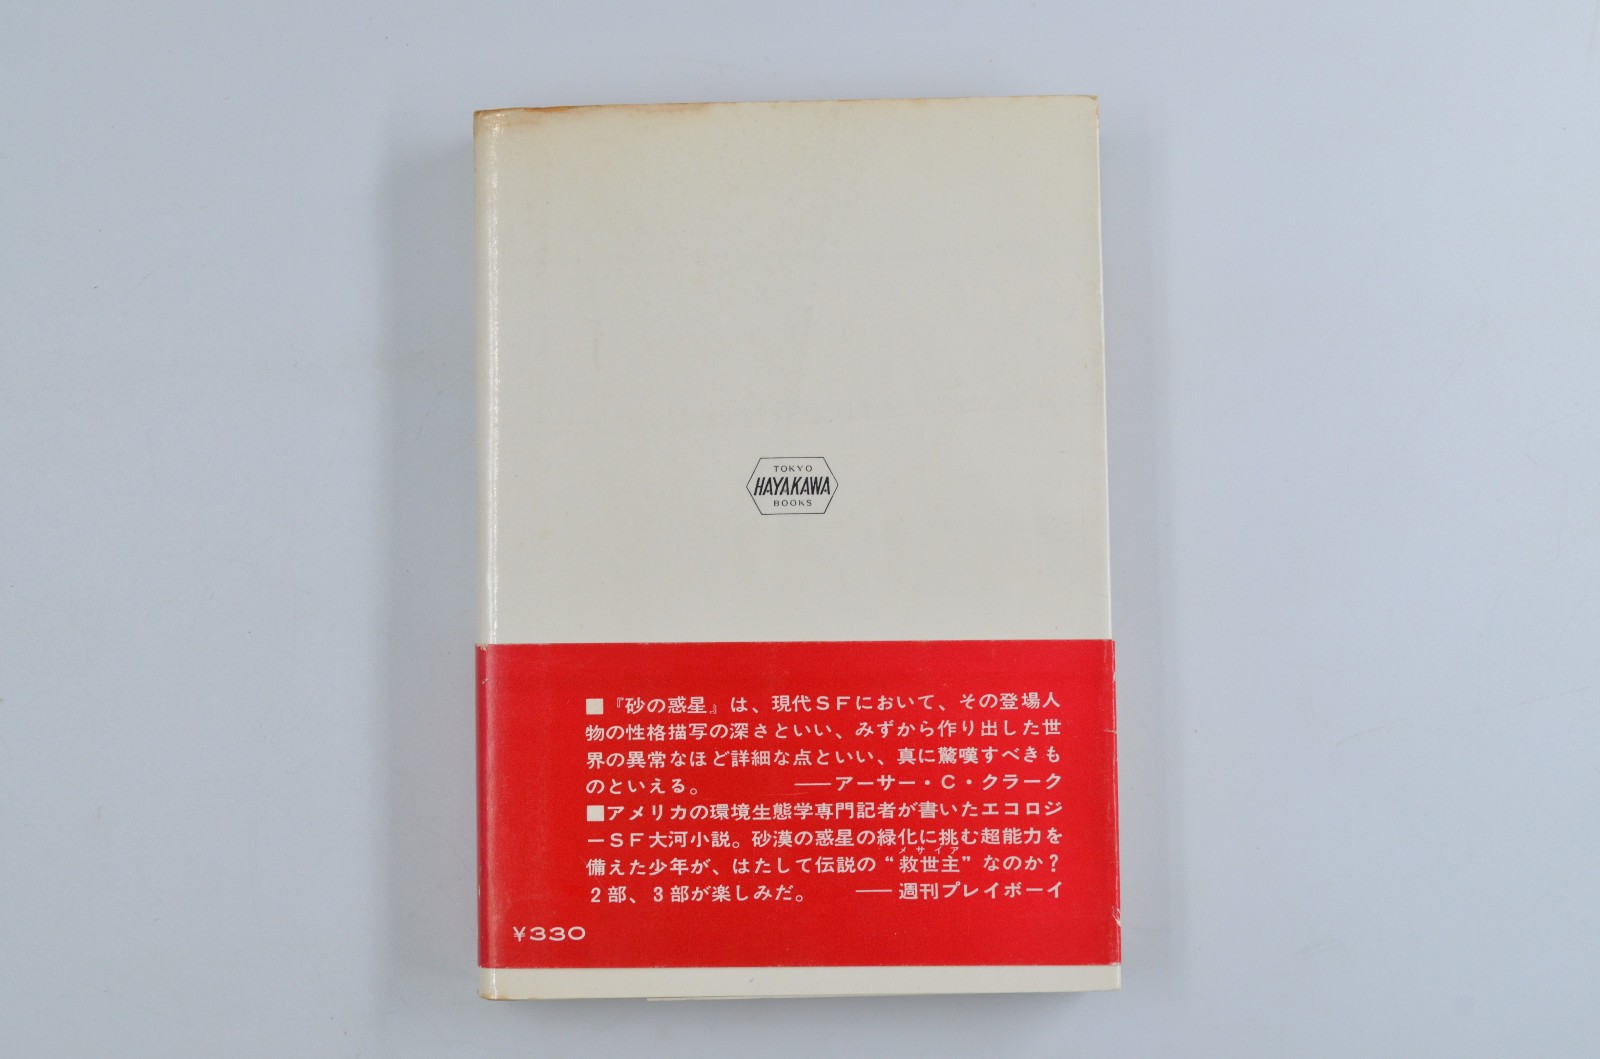 TOKYO
HAYAKAWA
BOOKS
■『砂の惑星』は、現代ＳＦにおいて、その登場人
物の性格描写の深さといい、みずから作り出した世
界の異常なほど詳細な点といい、真に驚嘆すべきも
のといえる。　――アーサー・Ｃ・クラーク
■アメリカの環境生態学専門記者が書いたエコロジ
ーＳＦ大河小説。砂漠の惑星の緑化に挑む超能力を
メサイア
備えた少年が、はたして伝説の“救世主”なのか？
２部、３部が楽しみだ。　――週刊プレイボーイ
¥330